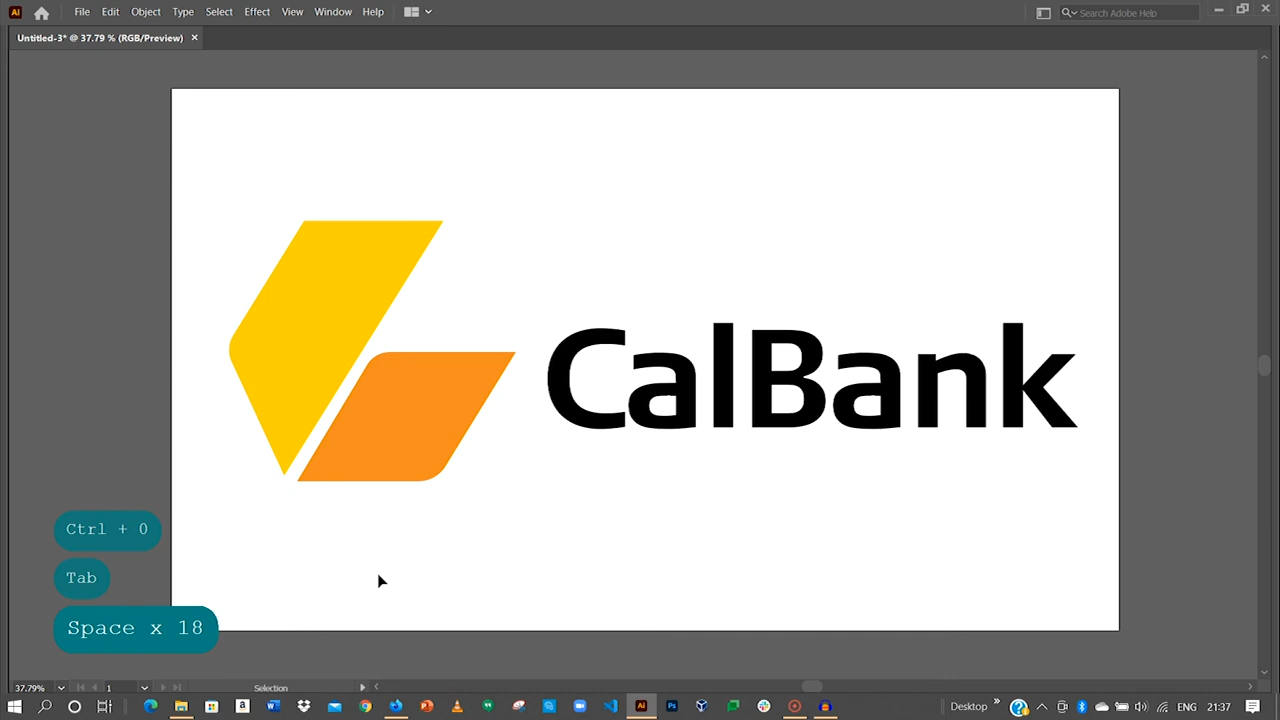 Ai File Edit Object Type Select Effect View Window Help Search Adobe Help
Untitled-3* @ 37.79 % (RGB/Preview) ×
CalBank
Ctrl + 0
Tab
Space x 18
37.79% 1 Selection
Desktop ENG 21:37